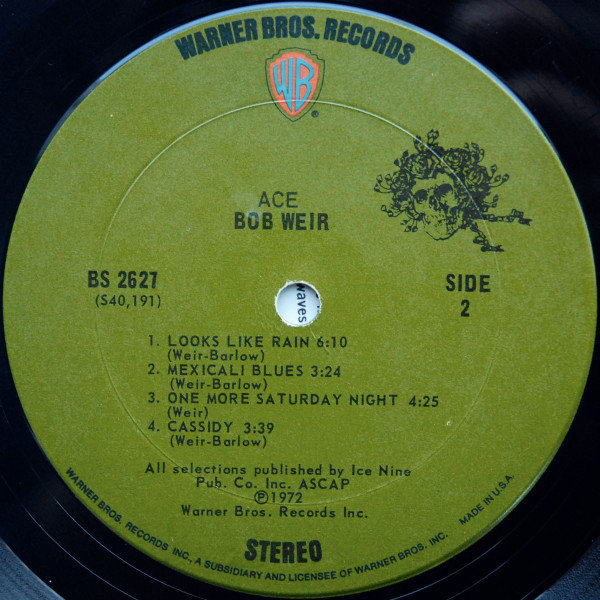 WARNER BROS. RECORDS
WB
®
ACE
BOB WEIR
BS 2627
(S40,191)
SIDE
2
waves
1. LOOKS LIKE RAIN 6:10
(Weir-Barlow)
2. MEXICALI BLUES 3:24
(Weir-Barlow)
3. ONE MORE SATURDAY NIGHT 4:25
(Weir)
4. CASSIDY 3:39
(Weir-Barlow)
All selections published by Ice Nine
Pub. Co. Inc. ASCAP
℗1972
Warner Bros. Records Inc.
STEREO
WARNER BROS. RECORDS INC., A SUBSIDIARY AND LICENSEE OF WARNER BROS. INC.
MADE IN U.S.A.